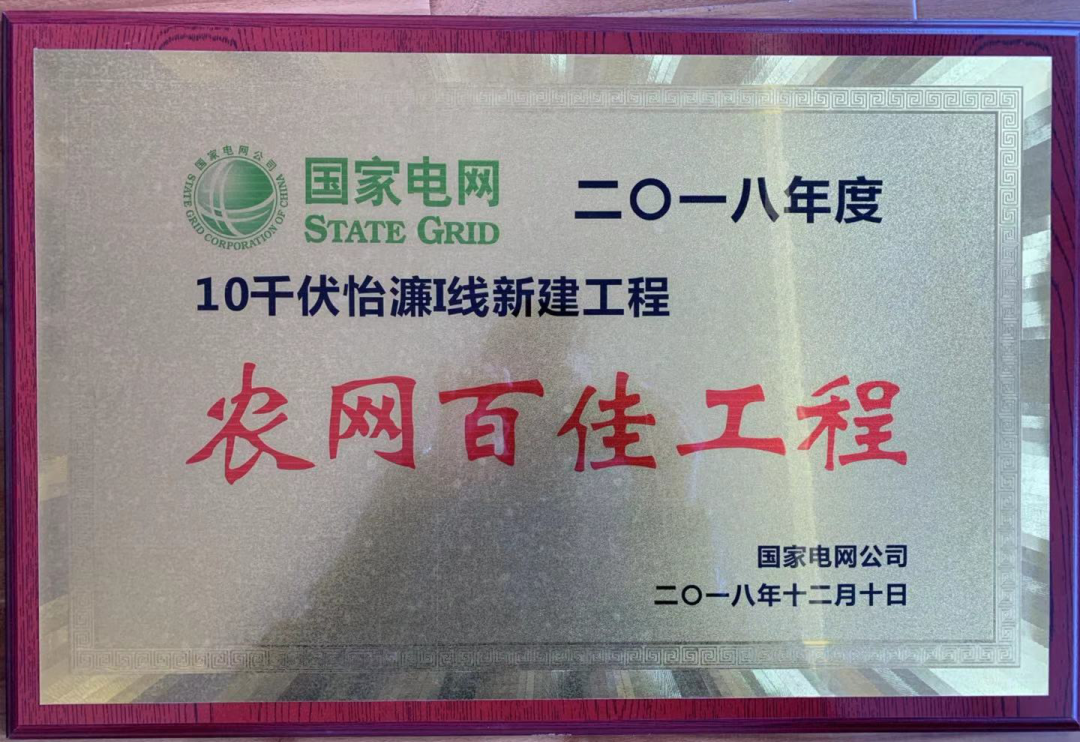 国家电网公司
STATE GRID CORPORATION OF CHINA
国家电网
STATE GRID
二〇一八年度
10千伏怡濂I线新建工程
农网百佳工程
国家电网公司
二〇一八年十二月十日